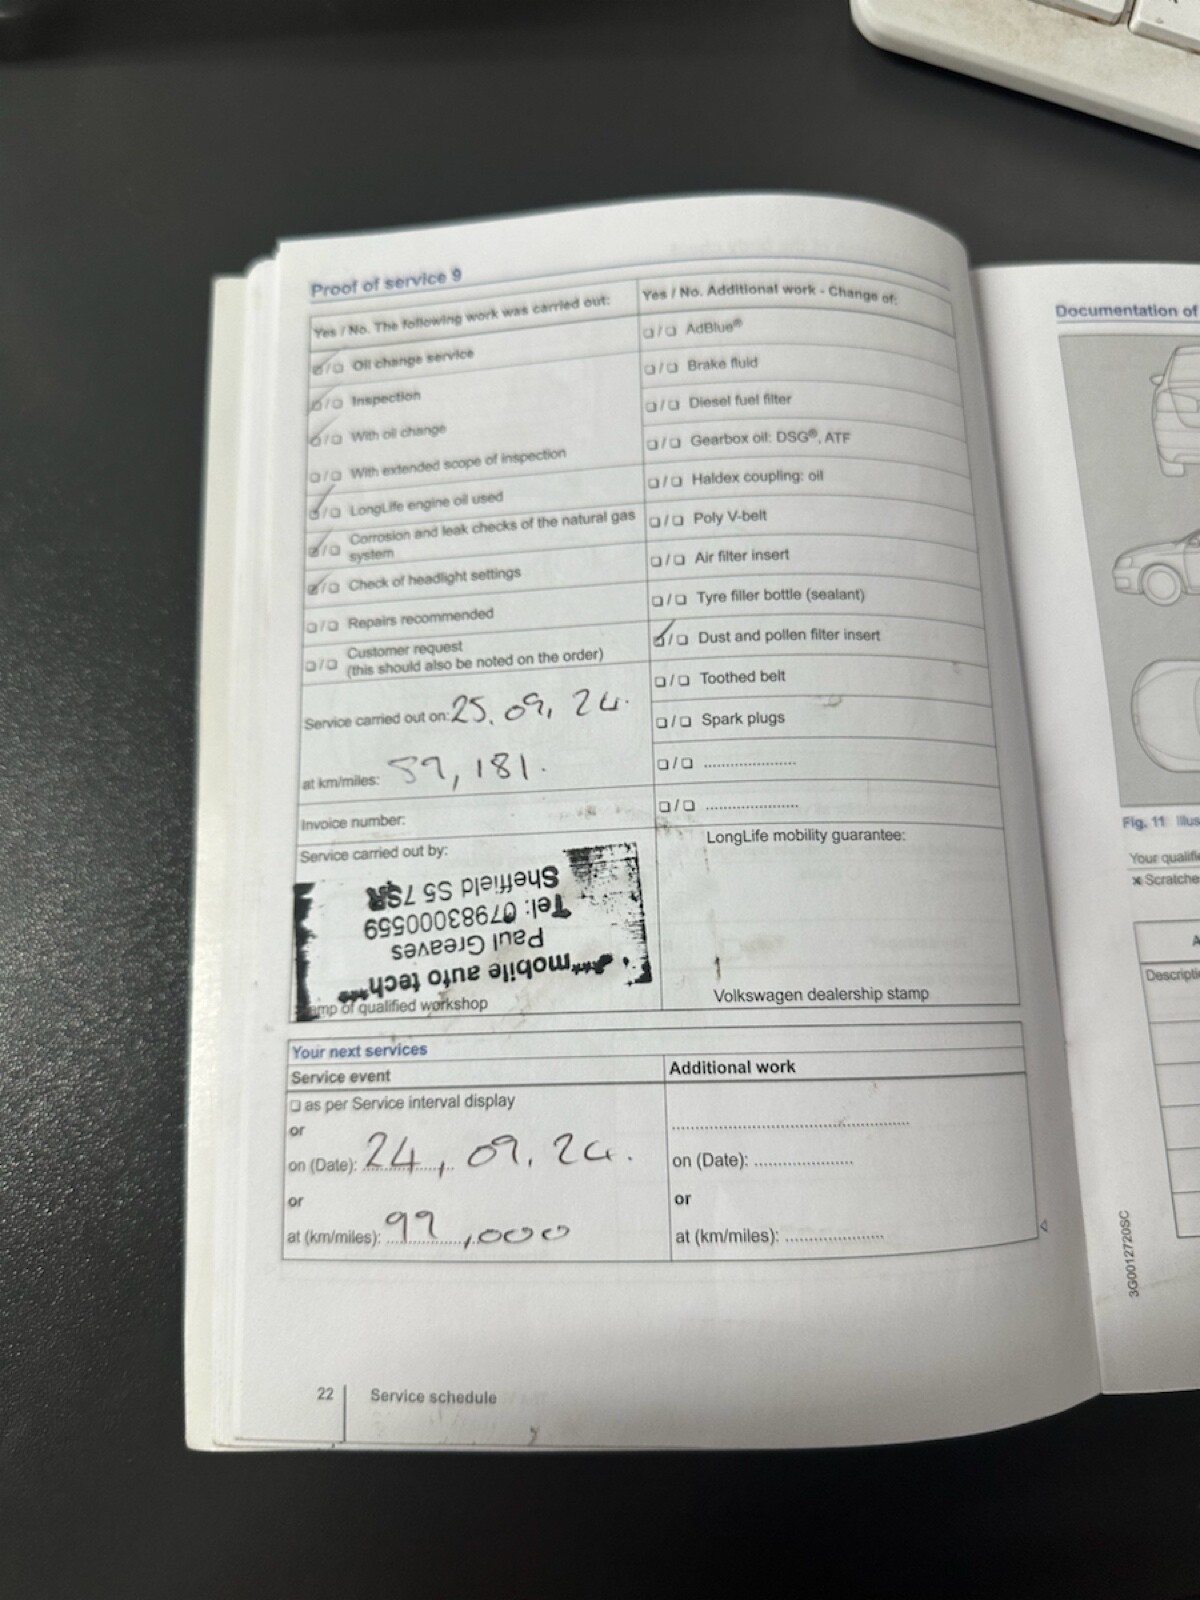 Proof of service 9
Yes / No. The following work was carried out:
Oil change service
Inspection
With oil change
With extended scope of inspection
LongLife engine oil used
Corrosion and leak checks of the natural gas
system
Check of headlight settings
Repairs recommended
Customer request
(this should also be noted on the order)
Service carried out on: 25. 09, 24.
at km/miles: 59,181.
Invoice number:
Service carried out by:
***mobile auto tech***
Paul Greaves
Tel: 07983000559
Sheffield S5 7SR
amp of qualified workshop
Yes / No. Additional work - Change of:
AdBlue®
Brake fluid
Diesel fuel filter
Gearbox oil: DSG®, ATF
Haldex coupling: oil
Poly V-belt
Air filter insert
Tyre filler bottle (sealant)
Dust and pollen filter insert
Toothed belt
Spark plugs
LongLife mobility guarantee:
Volkswagen dealership stamp
Your next services
Service event
as per Service interval display
or
on (Date): 24, 09, 24.
or
at (km/miles): 99,000
Additional work
on (Date):
or
at (km/miles):
22
Service schedule
Documentation of
Fig. 11 Illus
Your qualifie
Scratche
A
Descripti
3G0012720SC